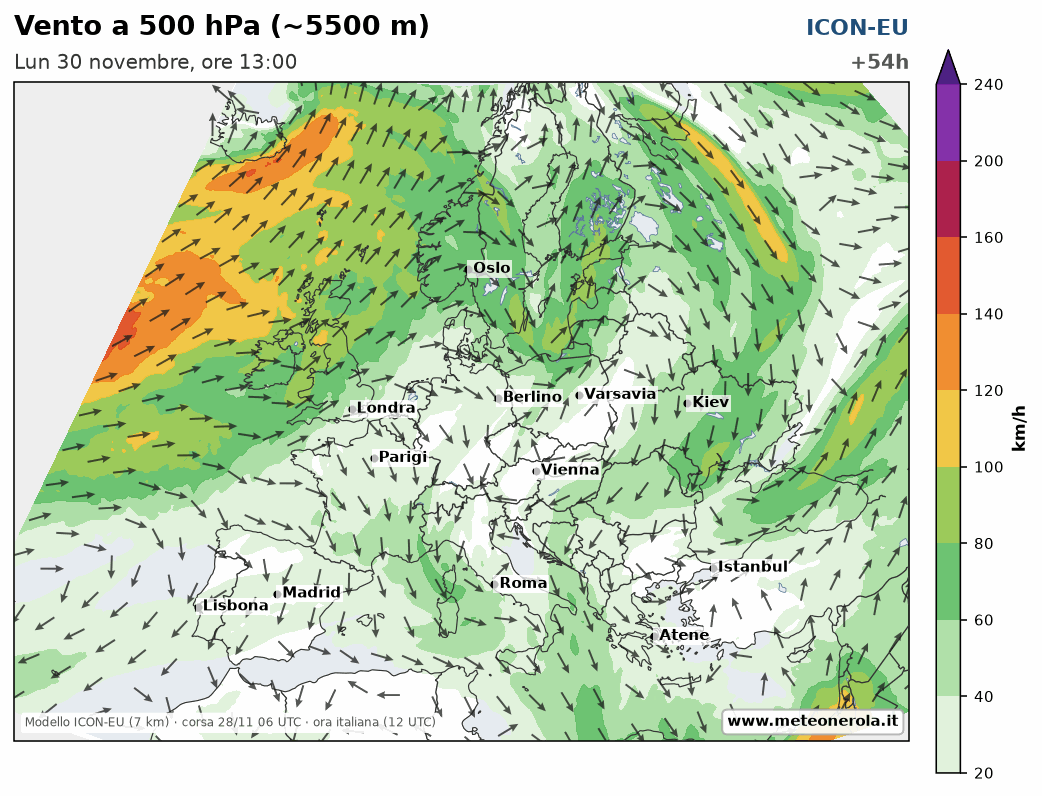 Vento a 500 hPa (~5500 m)
ICON-EU
Lun 30 novembre, ore 13:00
+54h
240
200
160
140
120
100
80
60
40
20
km/h
Oslo
Berlino
Varsavia
Kiev
Londra
Parigi
Vienna
Istanbul
Roma
Madrid
Lisbona
Atene
Modello ICON-EU (7 km) · corsa 28/11 06 UTC · ora italiana (12 UTC)
www.meteonerola.it